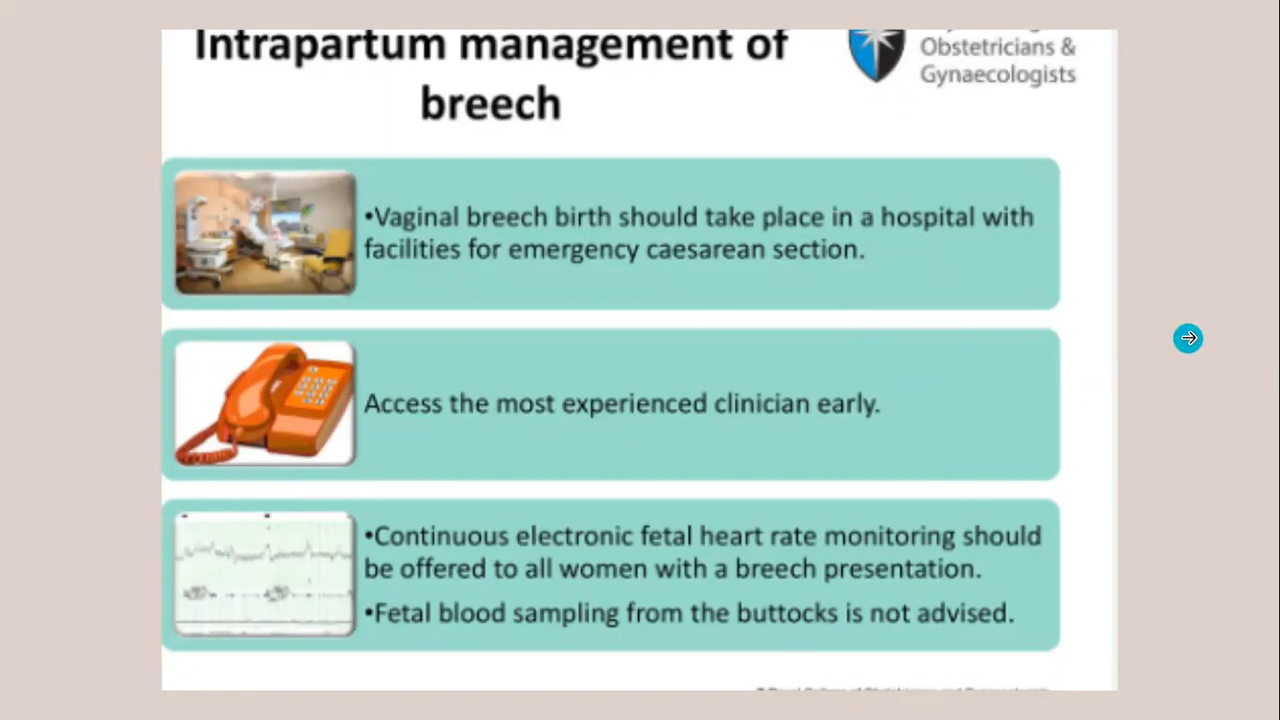 Intrapartum management of
breech
Obstetricians &
Gynaecologists
•Vaginal breech birth should take place in a hospital with
facilities for emergency caesarean section.
Access the most experienced clinician early.
•Continuous electronic fetal heart rate monitoring should
be offered to all women with a breech presentation.
•Fetal blood sampling from the buttocks is not advised.